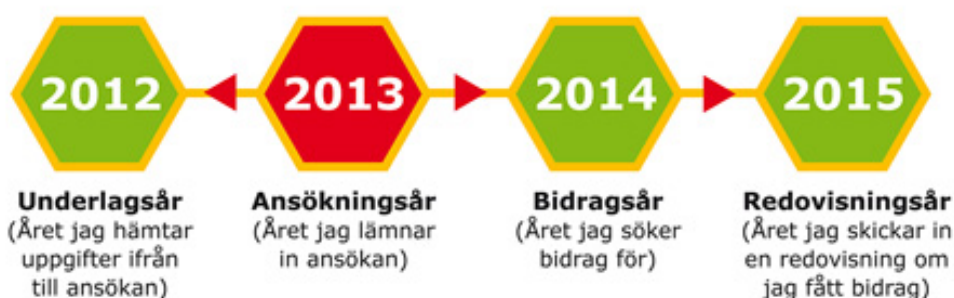 2012
2013
2014
2015
Underlagsår
(Året jag hämtar
uppgifter ifrån
till ansökan)
Ansökningsår
(Året jag lämnar
in ansökan)
Bidragsår
(Året jag söker
bidrag för)
Redovisningsår
(Året jag skickar in
en redovisning om
jag fått bidrag)